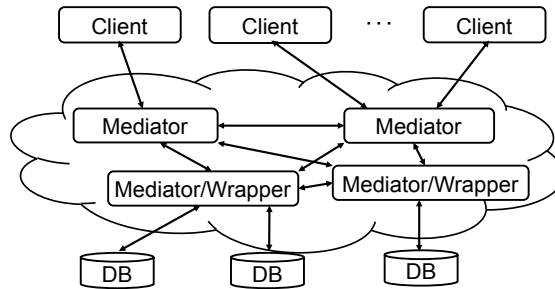 Client Client ... Client
Mediator Mediator
Mediator/Wrapper Mediator/Wrapper
DB DB DB